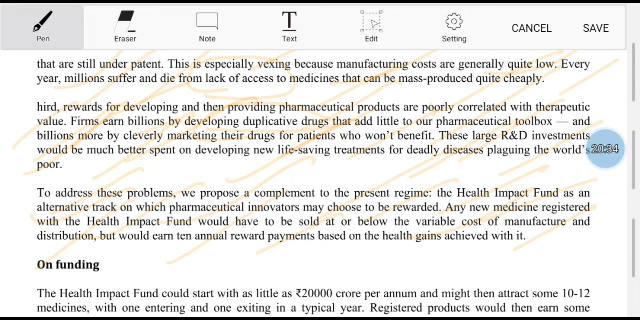 Pen Eraser Note Text Edit Setting CANCEL SAVE
that are still under patent. This is especially vexing because manufacturing costs are generally quite low. Every
year, millions suffer and die from lack of access to medicines that can be mass-produced quite cheaply.
hird, rewards for developing and then providing pharmaceutical products are poorly correlated with therapeutic
value. Firms earn billions by developing duplicative drugs that add little to our pharmaceutical toolbox — and
billions more by cleverly marketing their drugs for patients who won't benefit. These large R&D investments
would be much better spent on developing new life-saving treatments for deadly diseases plaguing the world's
20:34
poor.
To address these problems, we propose a complement to the present regime: the Health Impact Fund as an
alternative track on which pharmaceutical innovators may choose to be rewarded. Any new medicine registered
with the Health Impact Fund would have to be sold at or below the variable cost of manufacture and
distribution, but would earn ten annual reward payments based on the health gains achieved with it.
On funding
The Health Impact Fund could start with as little as ₹20000 crore per annum and might then attract some 10-12
medicines, with one entering and one exiting in a typical year. Registered products would then earn some